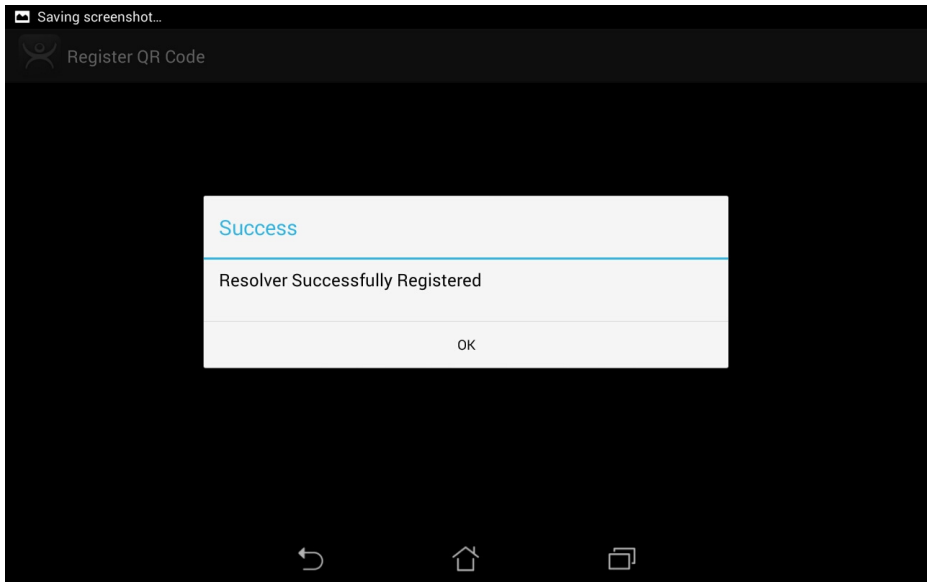 Saving screenshot...
Register QR Code
Success
Resolver Successfully Registered
OK